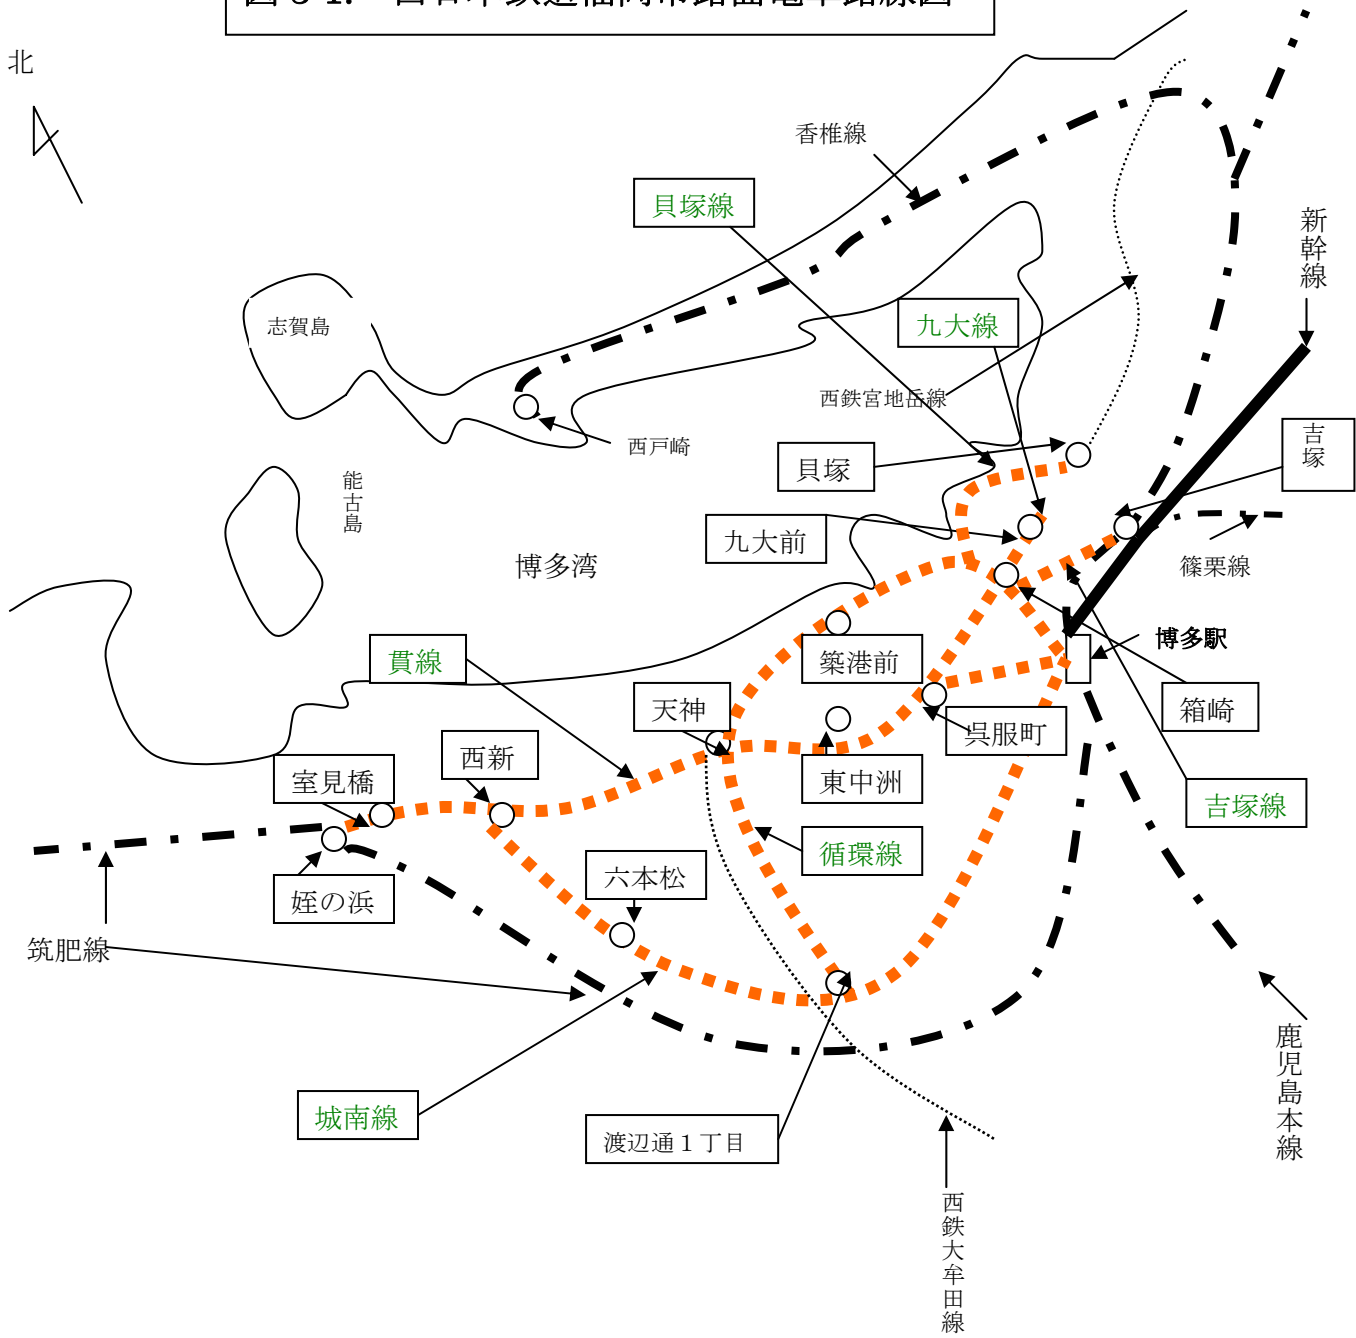 北
香椎線
貝塚線
新幹線
九大線
志賀島
西鉄宮地岳線
西戸崎
吉塚
貝塚
能古島
九大前
博多湾
篠栗線
博多駅
貫線
築港前
天神
箱崎
呉服町
西新
室見橋
東中洲
吉塚線
循環線
六本松
姪の浜
筑肥線
鹿児島本線
城南線
渡辺通1丁目
西鉄大牟田線